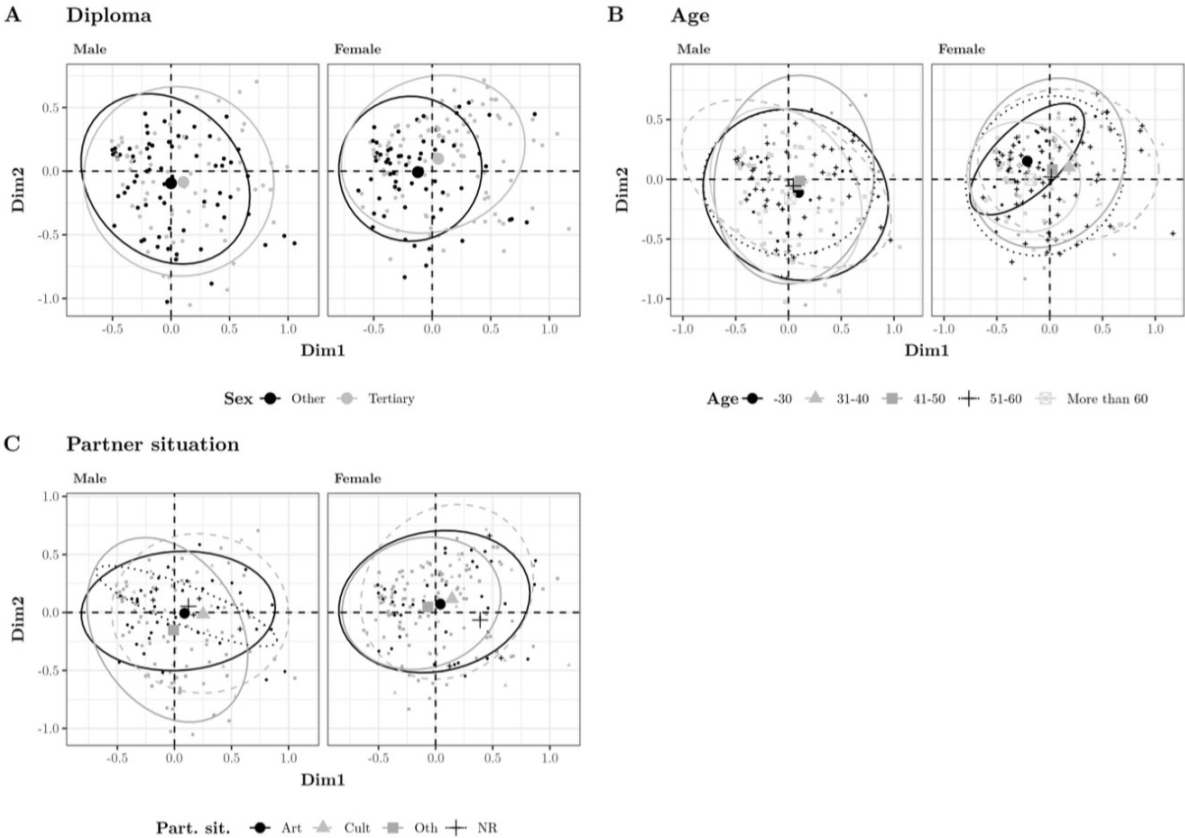 A Diploma
Male Female
0.5
0.0
-0.5
-1.0
Dim2
-0.5 0.0 0.5 1.0 -0.5 0.0 0.5 1.0
Dim1
Sex Other Tertiary
B Age
Male Female
0.5
0.0
-0.5
-1.0
Dim2
-1.0 -0.5 0.0 0.5 1.0 -1.0 -0.5 0.0 0.5 1.0
Dim1
Age -30 31-40 41-50 51-60 More than 60
C Partner situation
Male Female
1.0
0.5
0.0
-0.5
-1.0
Dim2
-0.5 0.0 0.5 1.0 -0.5 0.0 0.5 1.0
Dim1
Part. sit. Art Cult Oth NR